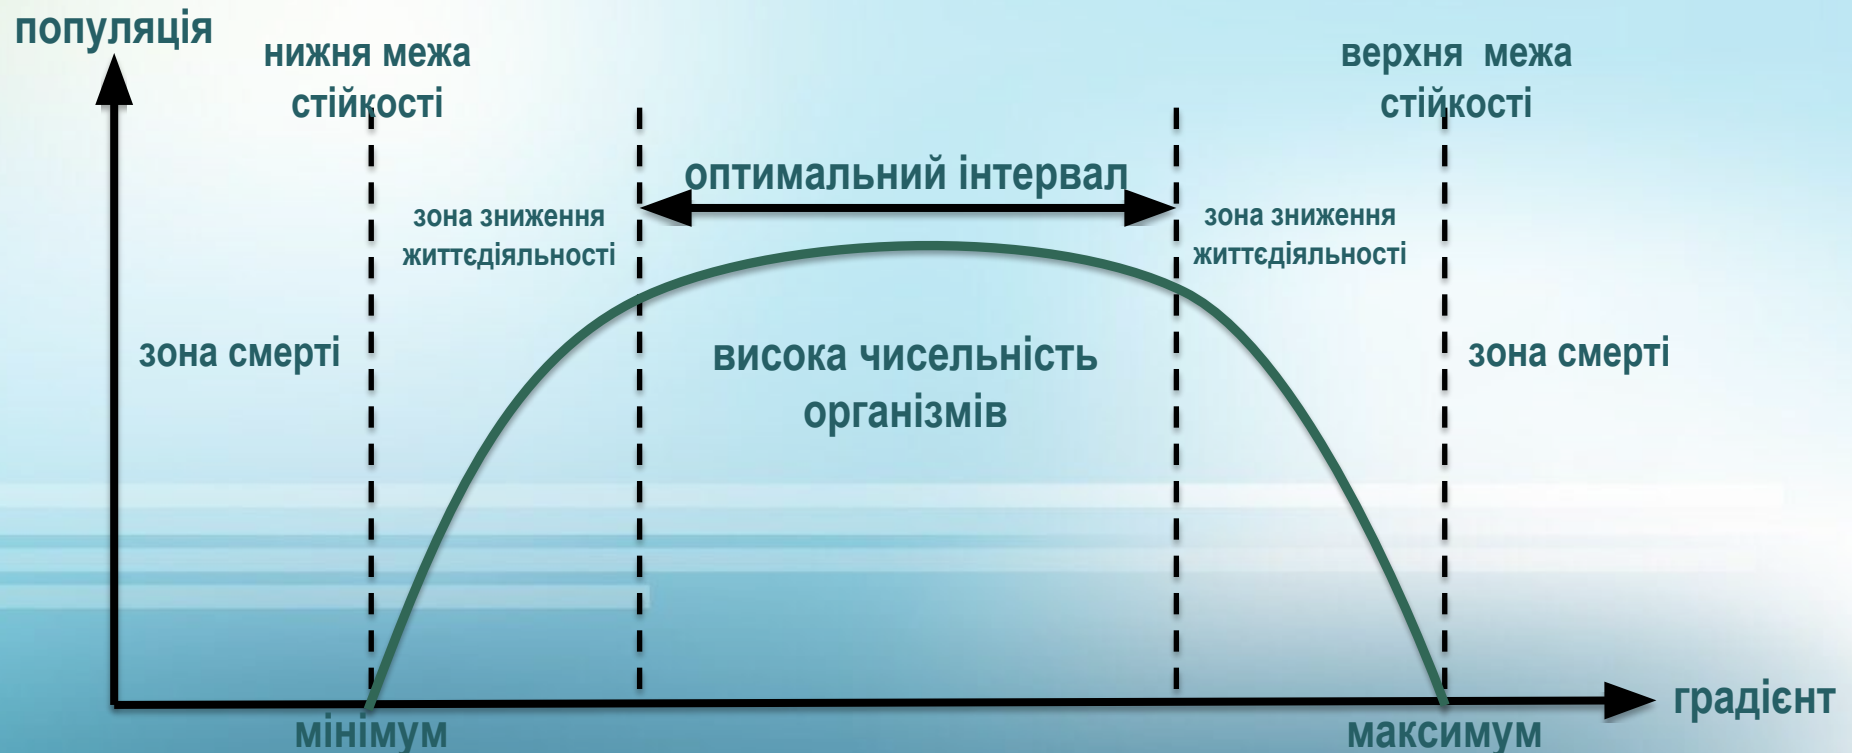 популяція
нижня межа
стійкості
верхня межа
стійкості
оптимальний інтервал
зона зниження
життєдіяльності
зона зниження
життєдіяльності
зона смерті
висока чисельність
організмів
зона смерті
градієнт
мінімум
максимум